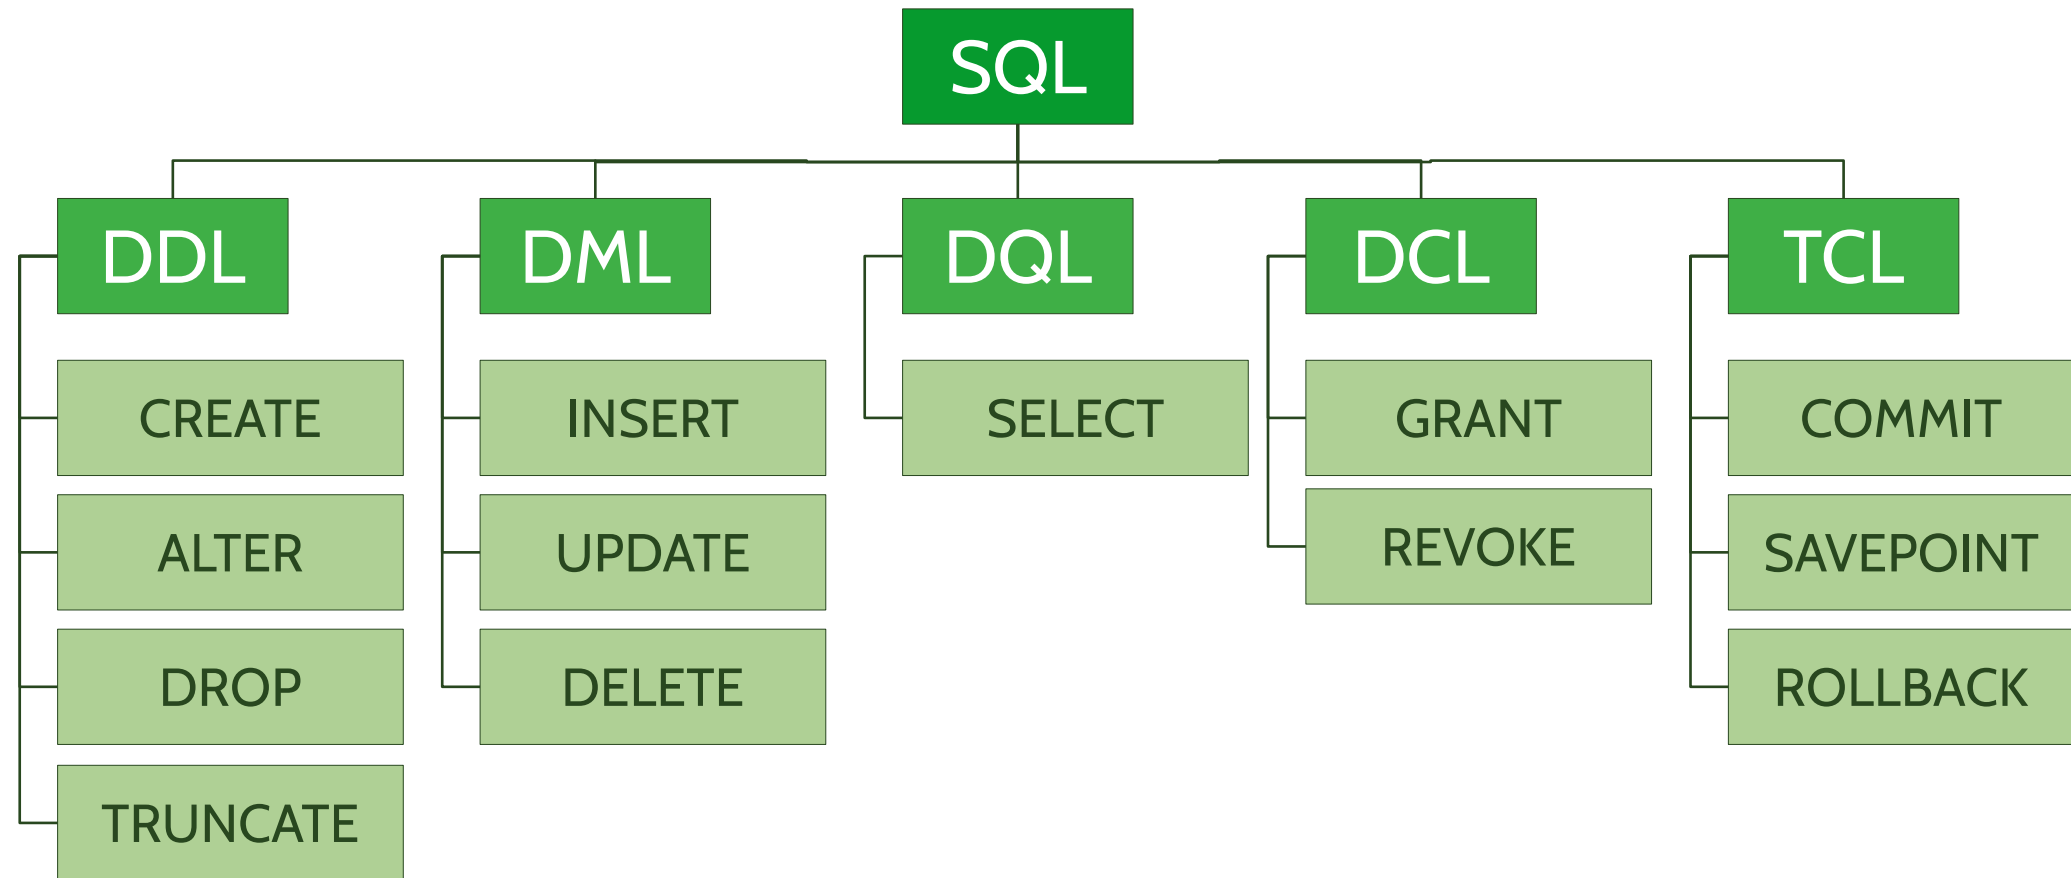 SQL
DDL
DML
DQL
DCL
TCL
CREATE
INSERT
SELECT
GRANT
COMMIT
ALTER
UPDATE
REVOKE
SAVEPOINT
DROP
DELETE
ROLLBACK
TRUNCATE